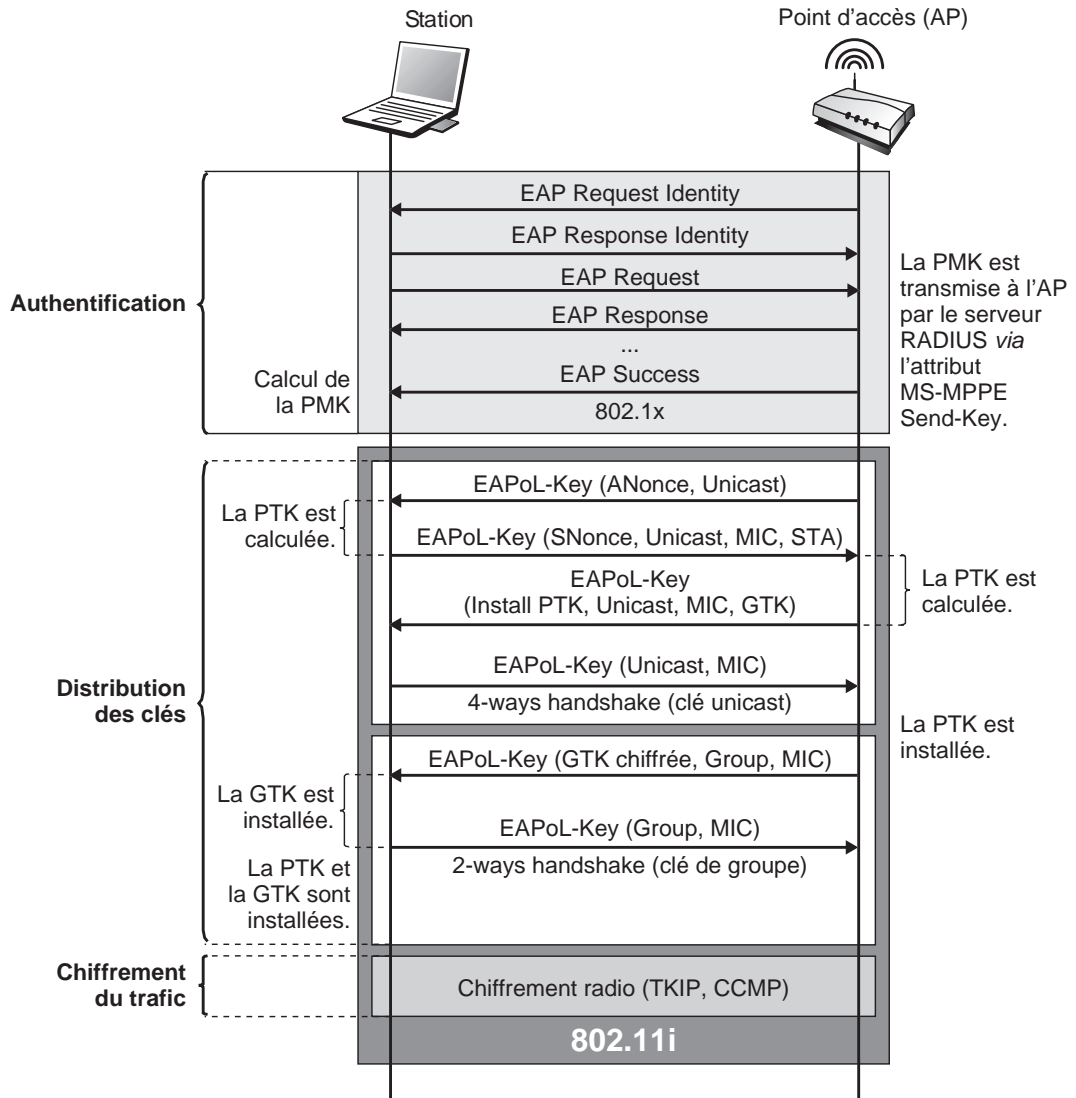 Station
Point d'accès (AP)
EAP Request Identity
EAP Response Identity
EAP Request
EAP Response
...
EAP Success
802.1x
Authentification
Calcul de
la PMK
La PMK est
transmise à l'AP
par le serveur
RADIUS via
l'attribut
MS-MPPE
Send-Key.
EAPoL-Key (ANonce, Unicast)
La PTK est
calculée.
EAPoL-Key (SNonce, Unicast, MIC, STA)
EAPoL-Key
(Install PTK, Unicast, MIC, GTK)
La PTK est
calculée.
EAPoL-Key (Unicast, MIC)
4-ways handshake (clé unicast)
Distribution
des clés
La PTK est
installée.
EAPoL-Key (GTK chiffrée, Group, MIC)
La GTK est
installée.
EAPoL-Key (Group, MIC)
2-ways handshake (clé de groupe)
La PTK et
la GTK sont
installées.
Chiffrement
du trafic
Chiffrement radio (TKIP, CCMP)
802.11i